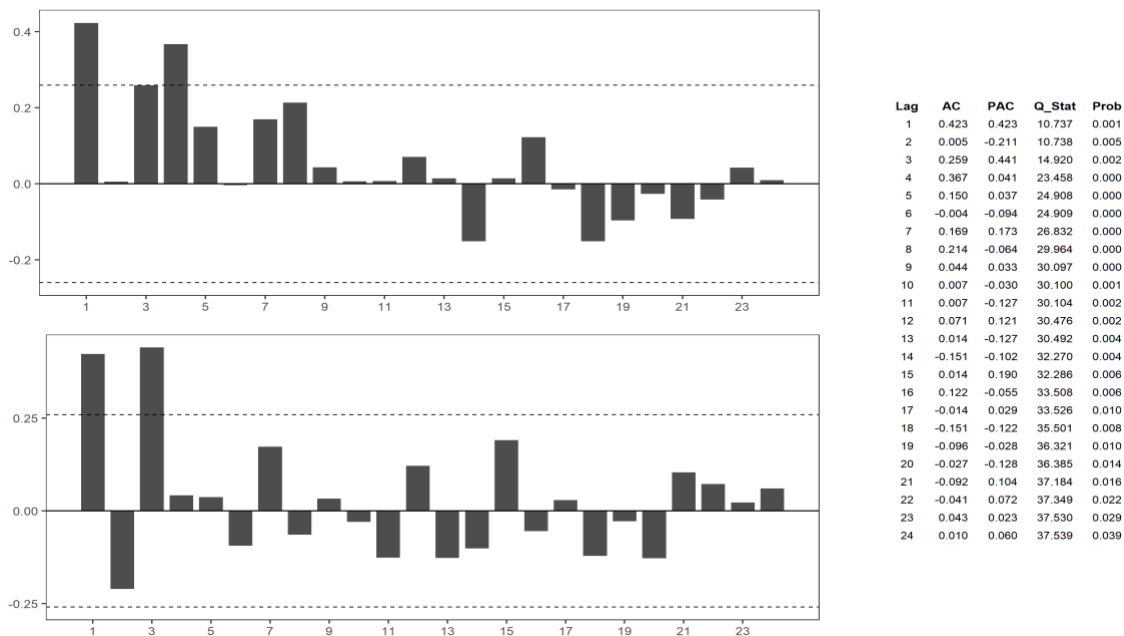 0.4
0.2
0.0
-0.2
1 3 5 7 9 11 13 15 17 19 21 23
0.25
0.00
-0.25
1 3 5 7 9 11 13 15 17 19 21 23
Lag AC PAC Q_Stat Prob
1 0.423 0.423 10.737 0.001
2 0.005 -0.211 10.738 0.005
3 0.259 0.441 14.920 0.002
4 0.367 0.041 23.458 0.000
5 0.150 0.037 24.908 0.000
6 -0.004 -0.094 24.909 0.000
7 0.169 0.173 26.832 0.000
8 0.214 -0.064 29.964 0.000
9 0.044 0.033 30.097 0.000
10 0.007 -0.030 30.100 0.001
11 0.007 -0.127 30.104 0.002
12 0.071 0.121 30.476 0.002
13 0.014 -0.127 30.492 0.004
14 -0.151 -0.102 32.270 0.004
15 0.014 0.190 32.286 0.006
16 0.122 -0.055 33.508 0.006
17 -0.014 0.029 33.526 0.010
18 -0.151 -0.122 35.501 0.008
19 -0.096 -0.028 36.321 0.010
20 -0.027 -0.128 36.385 0.014
21 -0.092 0.104 37.184 0.016
22 -0.041 0.072 37.349 0.022
23 0.043 0.023 37.530 0.029
24 0.010 0.060 37.539 0.039